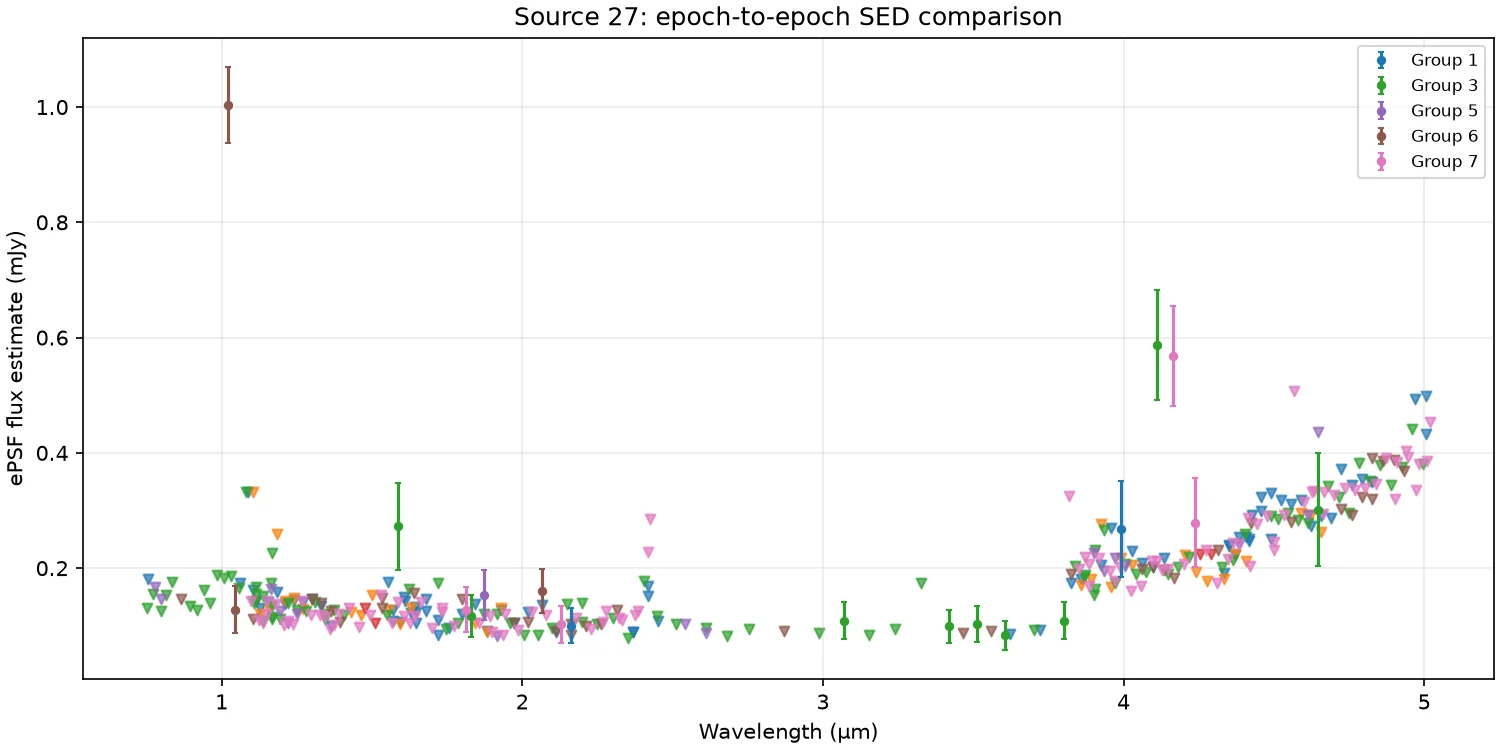 Source 27: epoch-to-epoch SED comparison
ePSF flux estimate (mJy)
1.0
0.8
0.6
0.4
0.2
Group 1
Group 3
Group 5
Group 6
Group 7
1 2 3 4 5
Wavelength (µm)